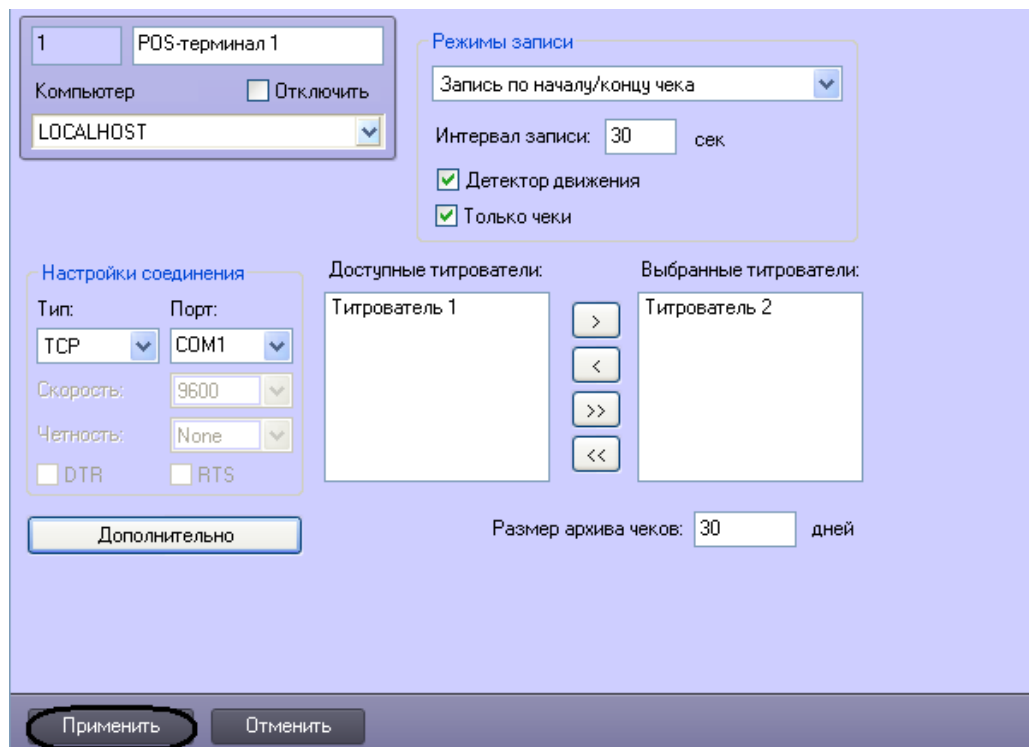 1 POS-терминал 1
Компьютер Отключить
LOCALHOST
Режимы записи
Запись по началу/концу чека
Интервал записи: 30 сек
Детектор движения
Только чеки
Настройки соединения
Тип: Порт:
TCP COM1
Скорость: 9600
Четность: None
DTR RTS
Дополнительно
Доступные титрователи:
Титрователь 1
>
<
>>
<<
Выбранные титрователи:
Титрователь 2
Размер архива чеков: 30 дней
Применить Отменить